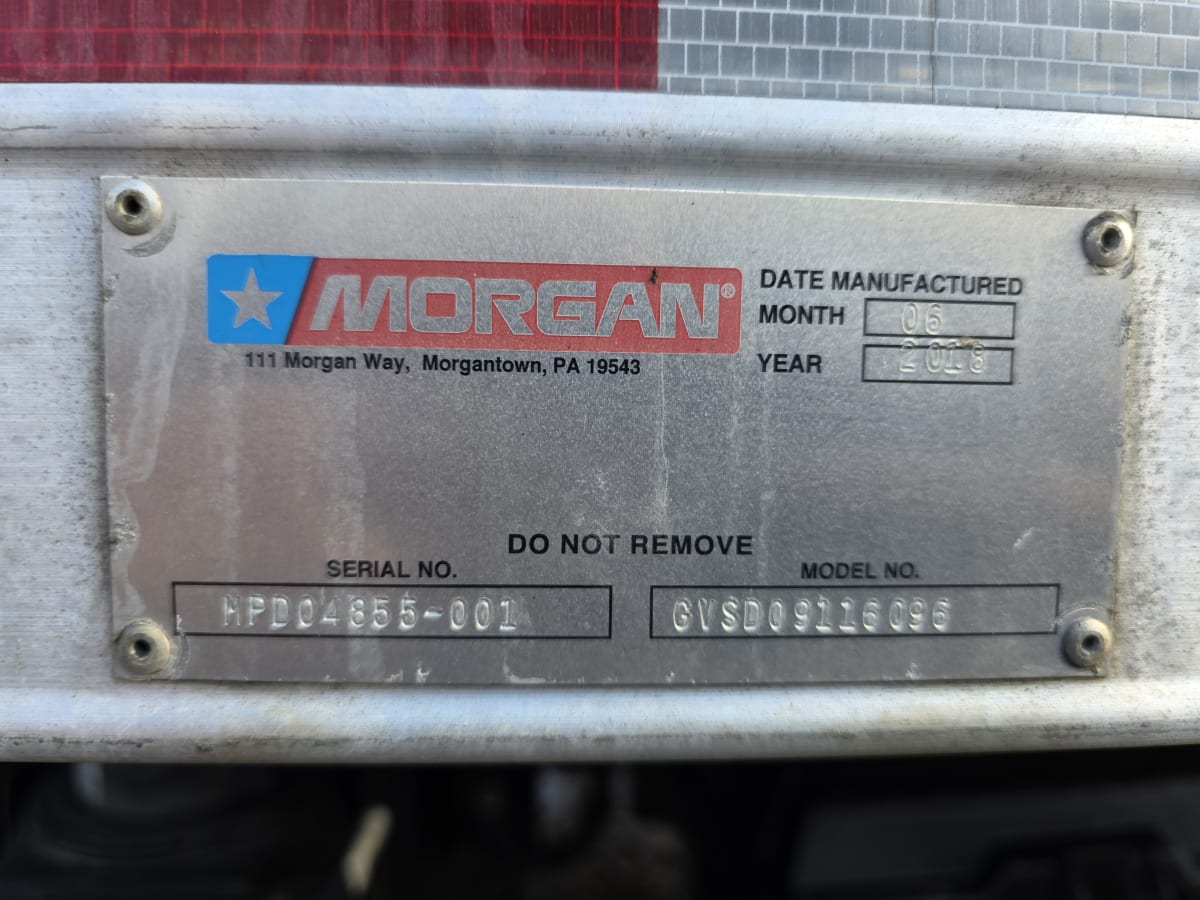 MORGAN®
111 Morgan Way, Morgantown, PA 19543
DATE MANUFACTURED
MONTH 06
YEAR 2018
DO NOT REMOVE
SERIAL NO.
HPD04855-001
MODEL NO.
GVSD09116096